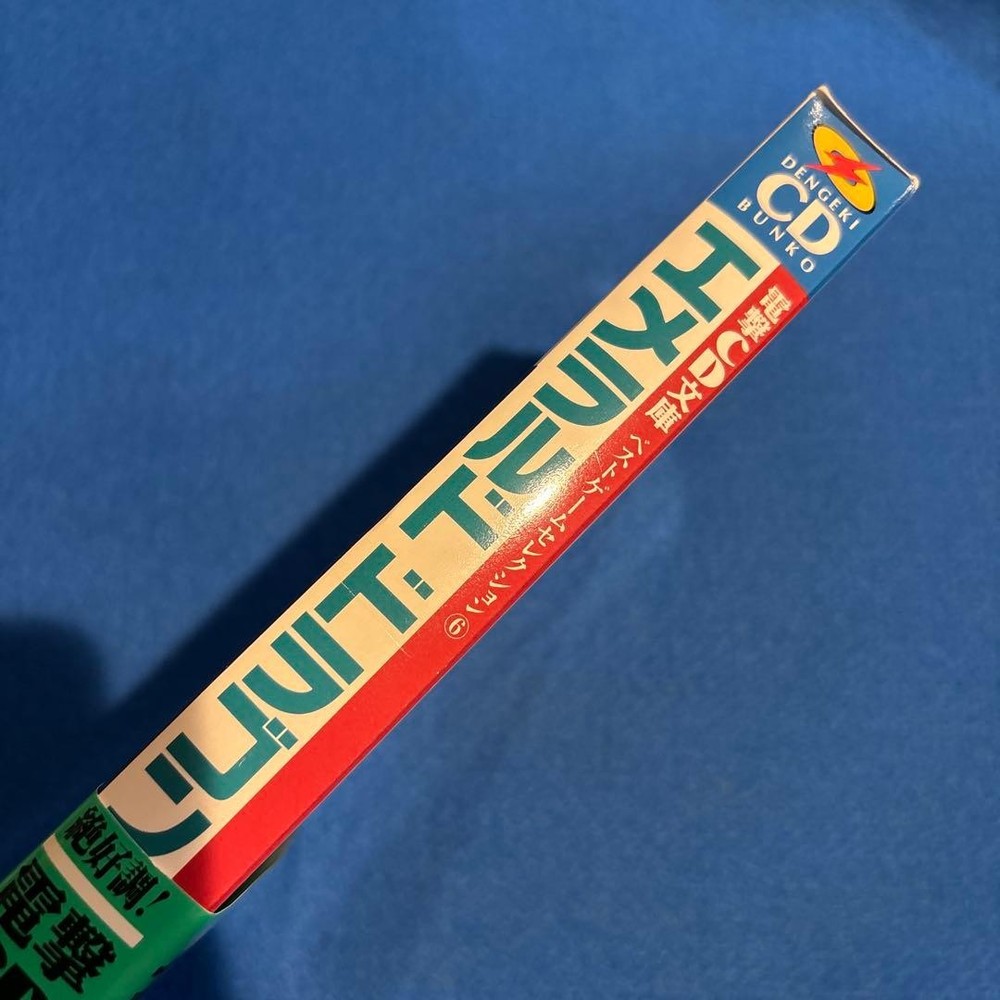 DENGEKI
CD
BUNKO
電撃CD文庫
ベストゲームセレクション⑥
エメラルドドラゴン
絶好調!
電撃